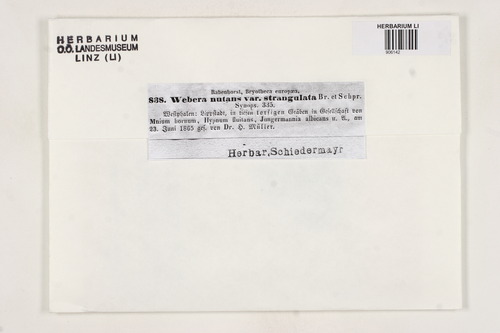 HERBARIUM
O.Ö. LANDESMUSEUM
LINZ (LI)
HERBARIUM LI
Rabenhorst, Bryotheca europaea,
838. Webera nutans var. strangulata Br. et Schpr.
Synops. 335.
Westphalen: Lippstadt, in tiefen torfigen Gräben in Gesellschaft von
Mnium hornum, Hypnum fluitans, Jungermannia albicans u. A., am
23. Juni 1865 ges. von Dr. H. Müller.
Herbar, Schiedermayr